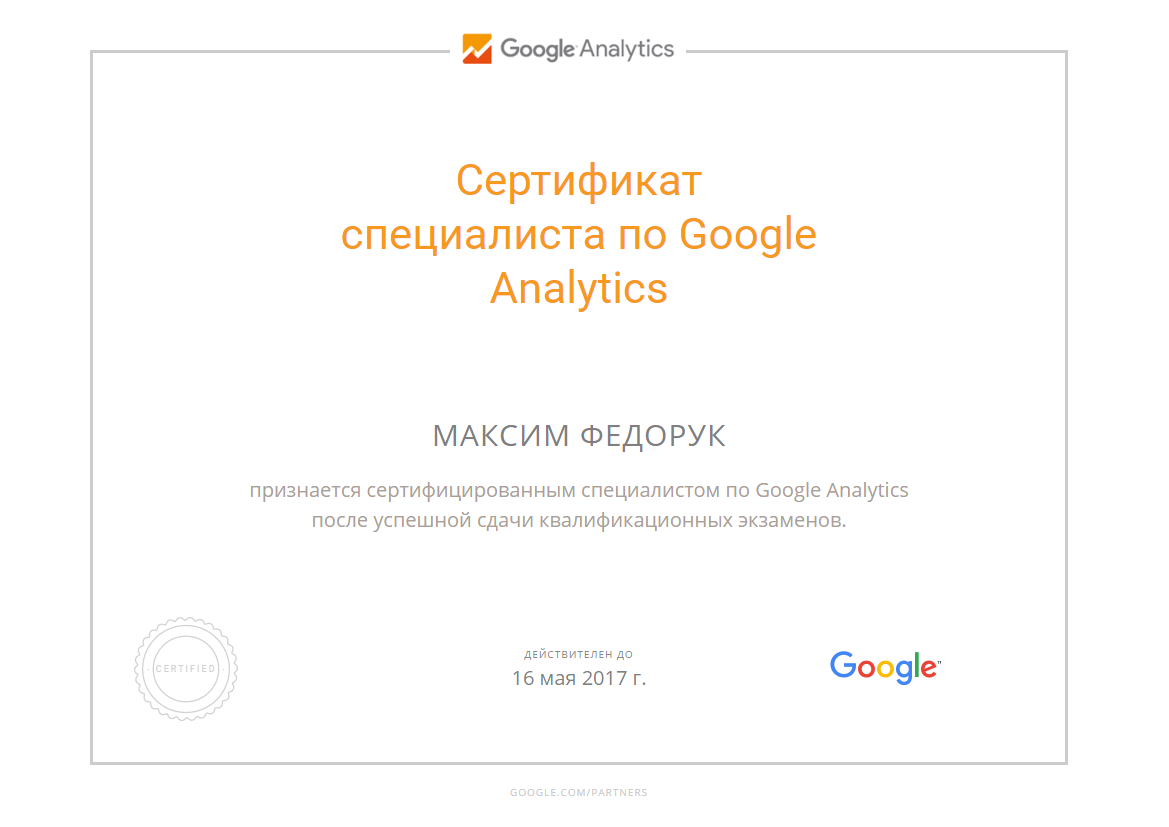 Google Analytics
Сертификат
специалиста по Google
Analytics
МАКСИМ ФЕДОРУК
признается сертифицированным специалистом по Google Analytics
после успешной сдачи квалификационных экзаменов.
CERTIFIED
ДЕЙСТВИТЕЛЕН ДО
16 мая 2017 г.
Google™
GOOGLE.COM/PARTNERS